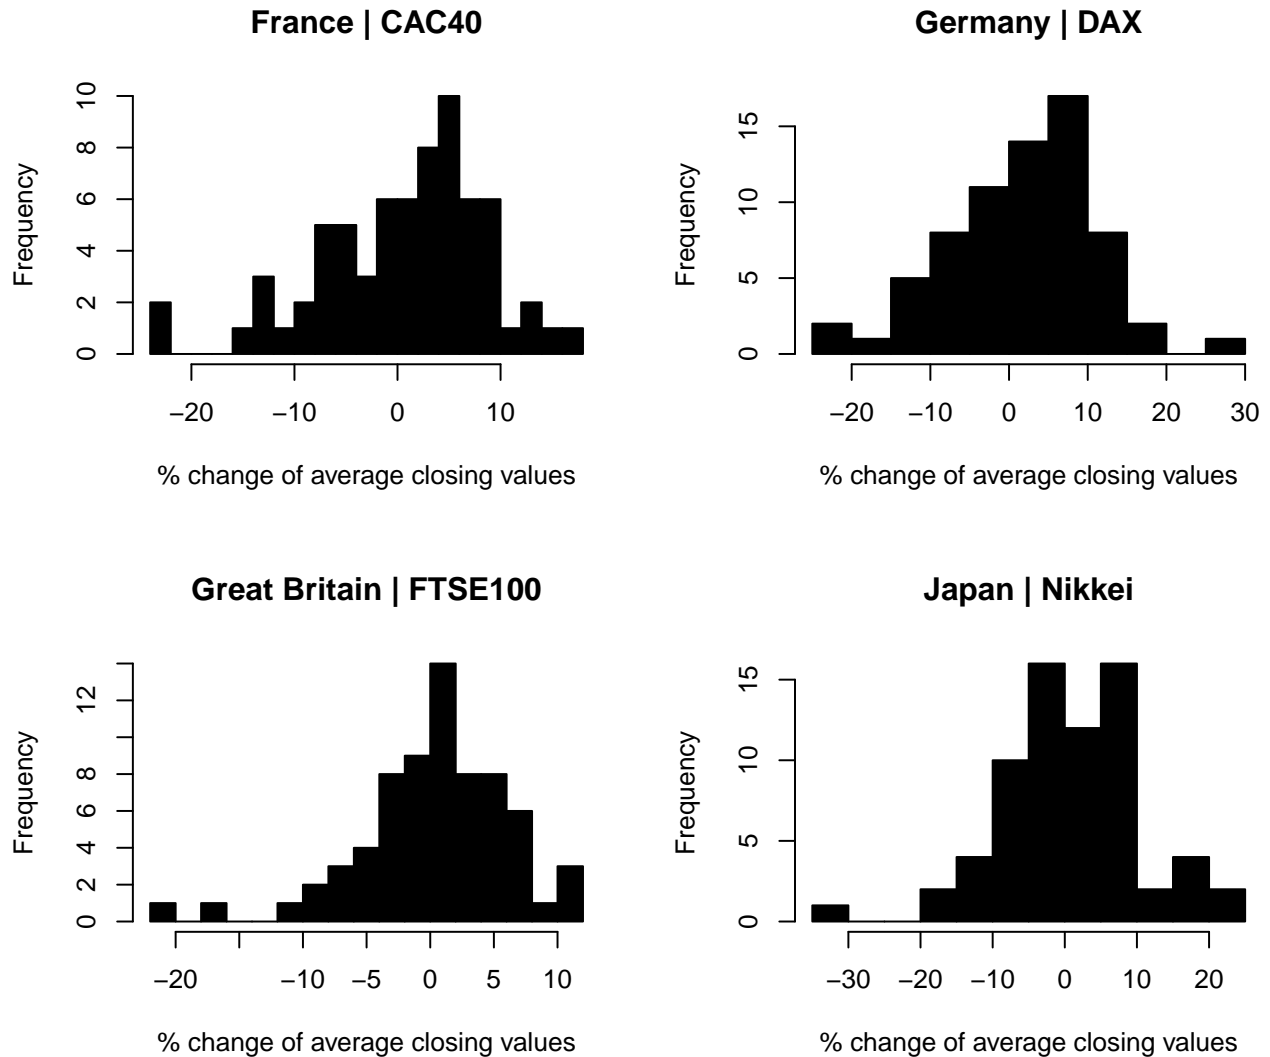 France | CAC40
Frequency
10
8
6
4
2
0
−20 −10 0 10
% change of average closing values
Germany | DAX
Frequency
15
10
5
0
−20 −10 0 10 20 30
% change of average closing values
Great Britain | FTSE100
Frequency
12
8
6
4
2
0
−20 −10 −5 0 5 10
% change of average closing values
Japan | Nikkei
Frequency
15
10
5
0
−30 −20 −10 0 10 20
% change of average closing values